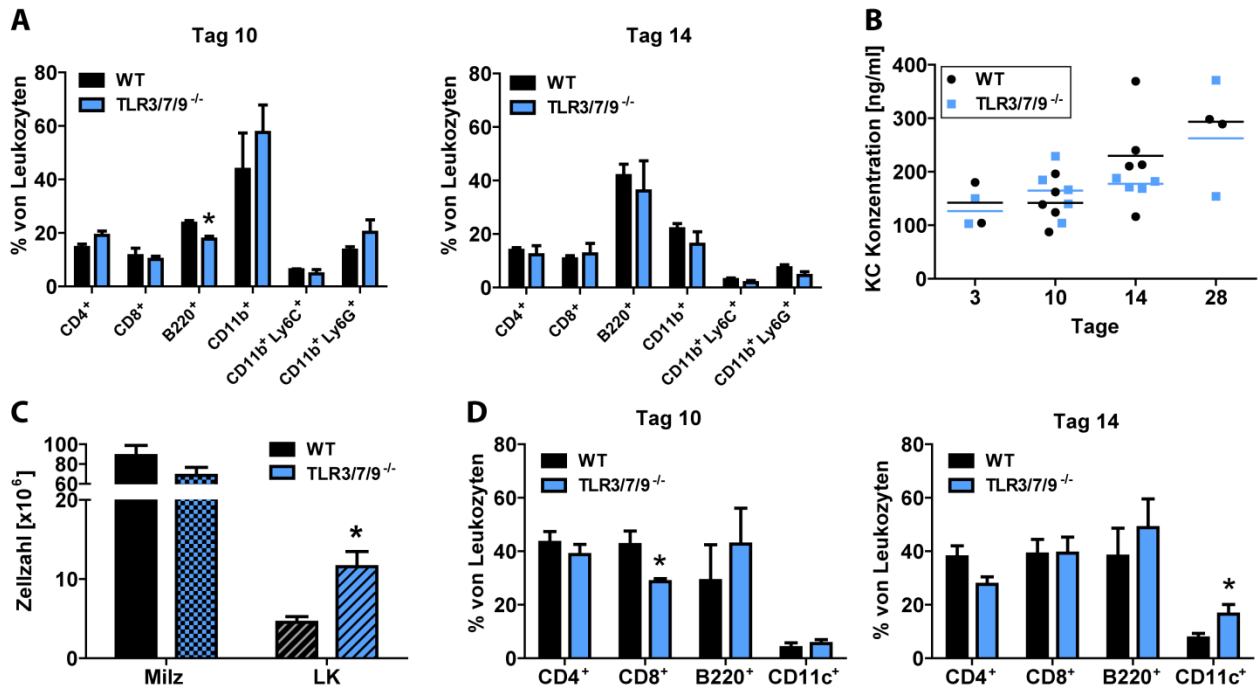 A
Tag 10
WT
TLR3/7/9 -/-
% von Leukozyten
80
60
40
20
0
CD4+
CD8+
B220+
CD11b+
CD11b+ Ly6C+
CD11b+ Ly6G+
*
Tag 14
WT
TLR3/7/9 -/-
% von Leukozyten
80
60
40
20
0
CD4+
CD8+
B220+
CD11b+
CD11b+ Ly6C+
CD11b+ Ly6G+
B
WT
TLR3/7/9 -/-
KC Konzentration [ng/ml]
400
300
200
100
0
3 10 14 28
Tage
C
WT
TLR3/7/9 -/-
Zellzahl [x10⁶]
100
80
60
20
10
0
*
Milz LK
D
Tag 10
WT
TLR3/7/9 -/-
% von Leukozyten
80
60
40
20
0
*
CD4+ CD8+ B220+ CD11c+
Tag 14
WT
TLR3/7/9 -/-
% von Leukozyten
80
60
40
20
0
*
CD4+ CD8+ B220+ CD11c+